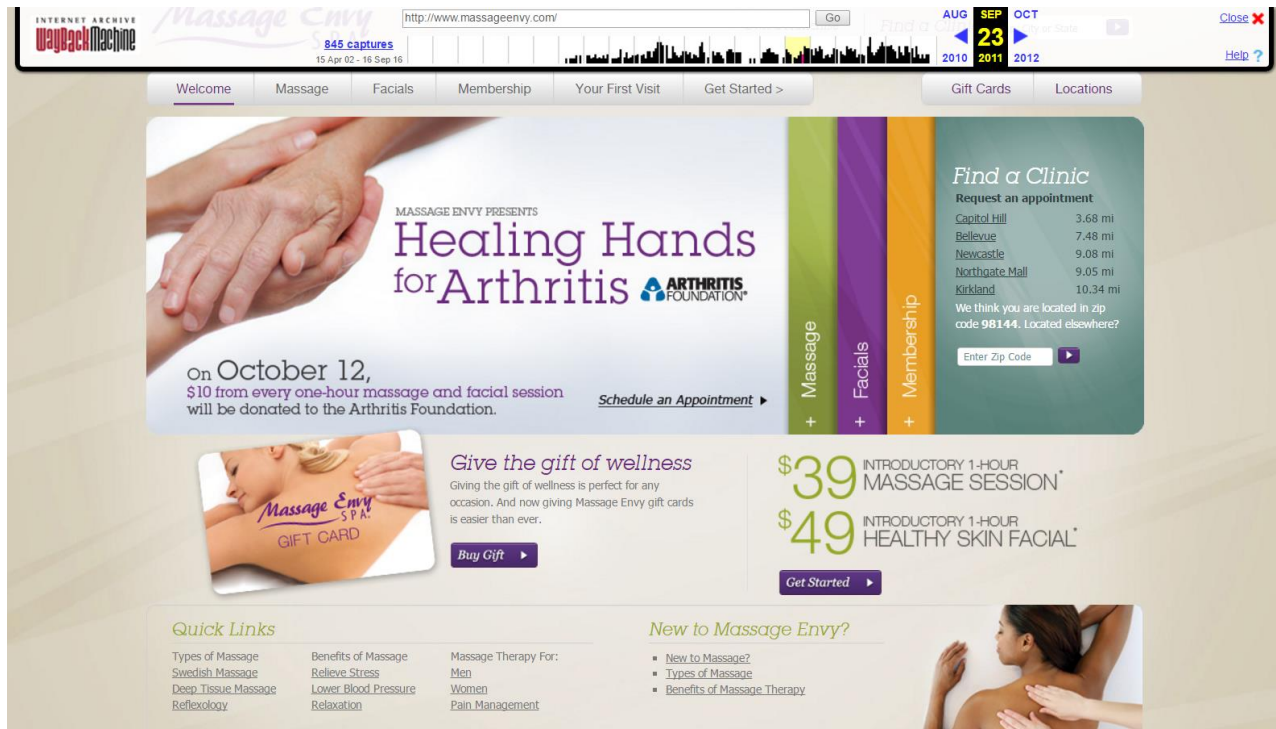 INTERNET ARCHIVE
WayBackMachine
http://www.massageenvy.com/
Go
845 captures
15 Apr 02 - 16 Sep 16
AUG SEP OCT
23
2010 2011 2012
Close
Help ?
Massage Envy
Find a
Welcome
Massage
Facials
Membership
Your First Visit
Get Started >
Gift Cards
Locations
MASSAGE ENVY PRESENTS
Healing Hands
for Arthritis
ARTHRITIS
FOUNDATION®
On October 12,
$10 from every one-hour massage and facial session
will be donated to the Arthritis Foundation.
Schedule an Appointment
+ Massage
+ Facials
+ Membership
Find a Clinic
Request an appointment
Capitol Hill 3.68 mi
Bellevue 7.48 mi
Newcastle 9.08 mi
Northgate Mall 9.05 mi
Kirkland 10.34 mi
We think you are located in zip
code 98144. Located elsewhere?
Enter Zip Code
Massage Envy
SPA.
GIFT CARD
Give the gift of wellness
Giving the gift of wellness is perfect for any
occasion. And now giving Massage Envy gift cards
is easier than ever.
Buy Gift
$39 INTRODUCTORY 1-HOUR
MASSAGE SESSION*
$49 INTRODUCTORY 1-HOUR
HEALTHY SKIN FACIAL*
Get Started
Quick Links
Types of Massage
Swedish Massage
Deep Tissue Massage
Reflexology
Benefits of Massage
Relieve Stress
Lower Blood Pressure
Relaxation
Massage Therapy For:
Men
Women
Pain Management
New to Massage Envy?
New to Massage?
Types of Massage
Benefits of Massage Therapy